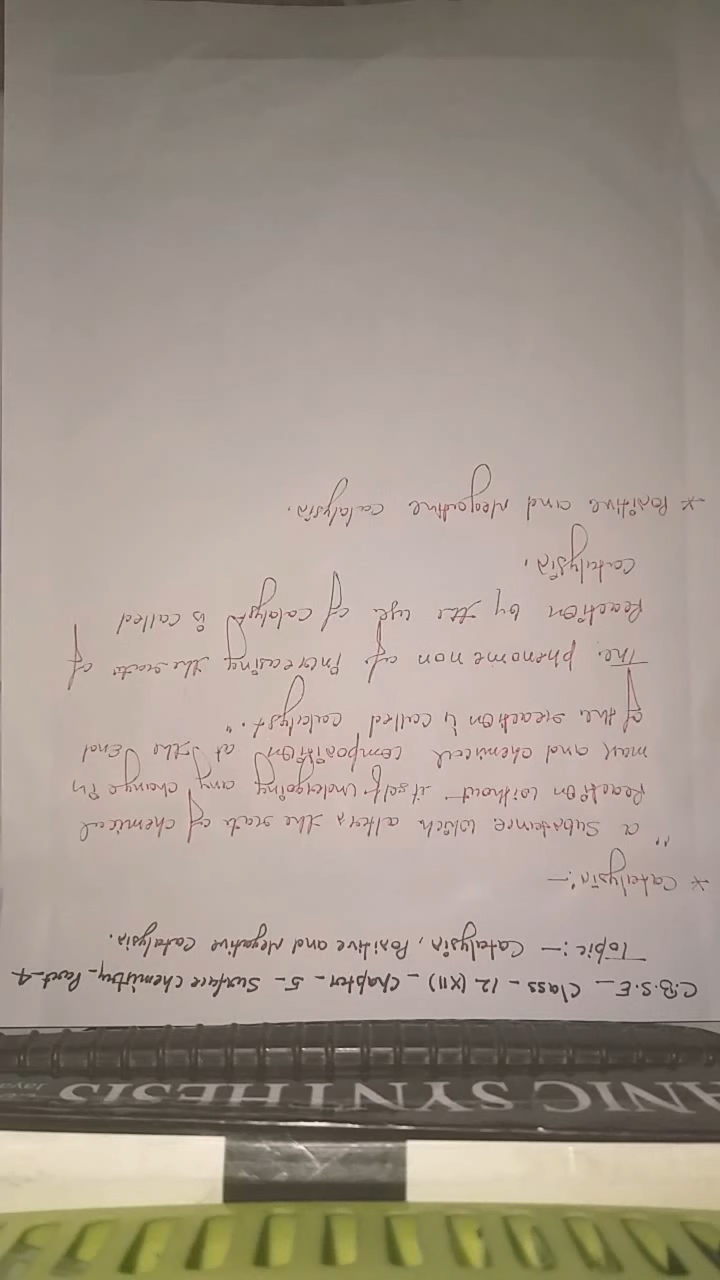 ANIC SYNTHESIS
C.B.S.E - Class - 12 (XII) - Chapter - 5 - Surface chemistry - Part-4
Topic :- Catalysis, Positive and Negative Catalysis.
* Catalysis :-
"a Substance which alters the rate of chemical
Reaction without itself undergoing any change in
mass and chemical composition at the End
of the reaction is called catalyst."
The phenomenon of increasing the rate of
Reaction by the use of catalyst is called
catalysis.
* Positive and Negative catalysis.